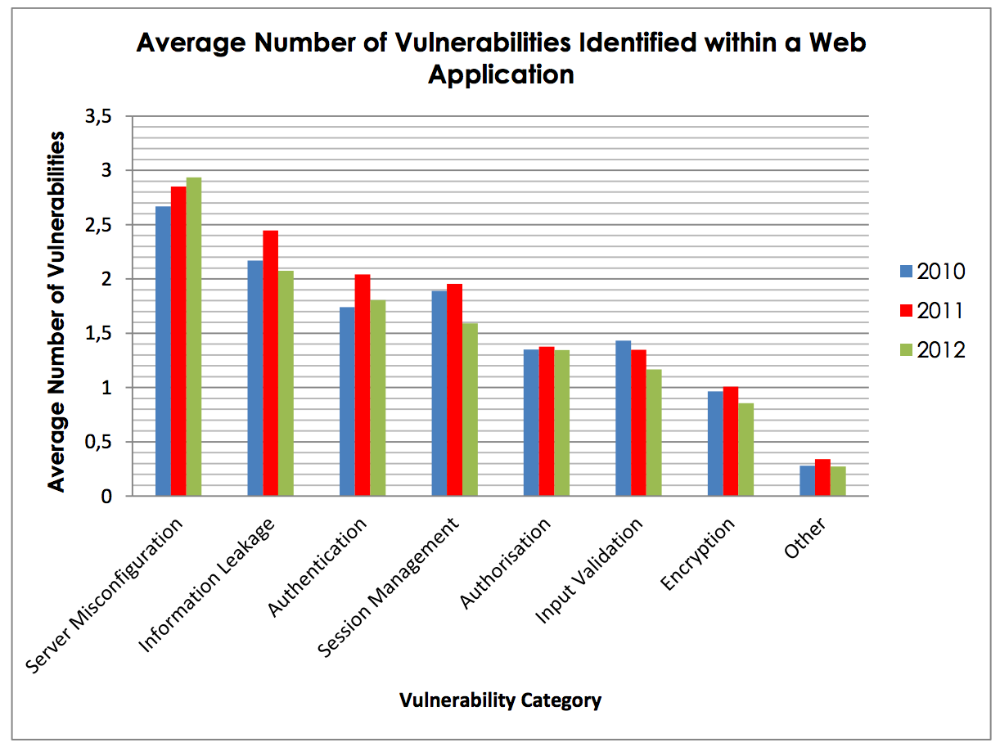 Average Number of Vulnerabilities Identified within a Web
Application
Average Number of Vulnerabilities
3,5
3
2,5
2
1,5
1
0,5
0
2010
2011
2012
Server Misconfiguration
Information Leakage
Authentication
Session Management
Authorisation
Input Validation
Encryption
Other
Vulnerability Category